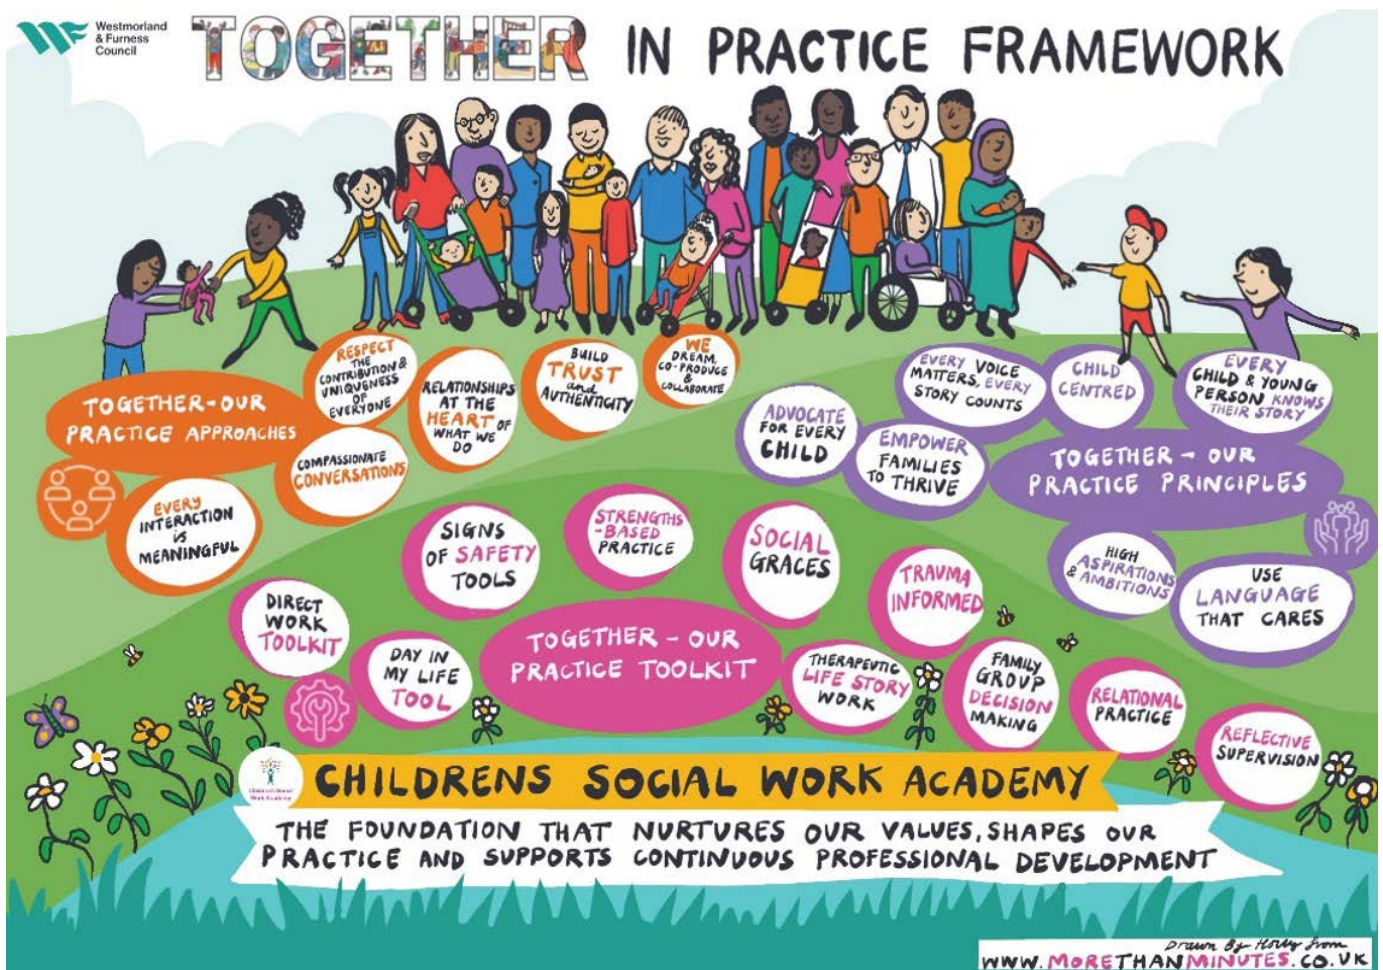 Westmorland
& Furness
Council
TOGETHER IN PRACTICE FRAMEWORK
TOGETHER - OUR
PRACTICE APPROACHES
RESPECT
THE
CONTRIBUTION &
UNIQUENESS
OF
EVERYONE
RELATIONSHIPS
AT THE
HEART OF
WHAT WE
DO
BUILD
TRUST
and
AUTHENTICITY
WE
DREAM,
CO-PRODUCE
&
COLLABORATE
COMPASSIONATE
CONVERSATIONS
EVERY
INTERACTION
is
MEANINGFUL
EVERY VOICE
MATTERS, EVERY
STORY COUNTS
CHILD
CENTRED
EVERY
CHILD & YOUNG
PERSON KNOWS
THEIR STORY
ADVOCATE
FOR EVERY
CHILD
EMPOWER
FAMILIES
TO THRIVE
TOGETHER - OUR
PRACTICE PRINCIPLES
HIGH
ASPIRATIONS
& AMBITIONS
USE
LANGUAGE
THAT CARES
SIGNS
OF SAFETY
TOOLS
STRENGTHS
-BASED
PRACTICE
SOCIAL
GRACES
TRAUMA
INFORMED
DIRECT
WORK
TOOLKIT
DAY IN
MY LIFE
TOOL
TOGETHER - OUR
PRACTICE TOOLKIT
THERAPEUTIC
LIFE STORY
WORK
FAMILY
GROUP
DECISION
MAKING
RELATIONAL
PRACTICE
REFLECTIVE
SUPERVISION
Children's Social
Work Academy
CHILDRENS SOCIAL WORK ACADEMY
THE FOUNDATION THAT NURTURES OUR VALUES, SHAPES OUR
PRACTICE AND SUPPORTS CONTINUOUS PROFESSIONAL DEVELOPMENT
Drawn By Holly from
WWW.MORETHANMINUTES.CO.UK